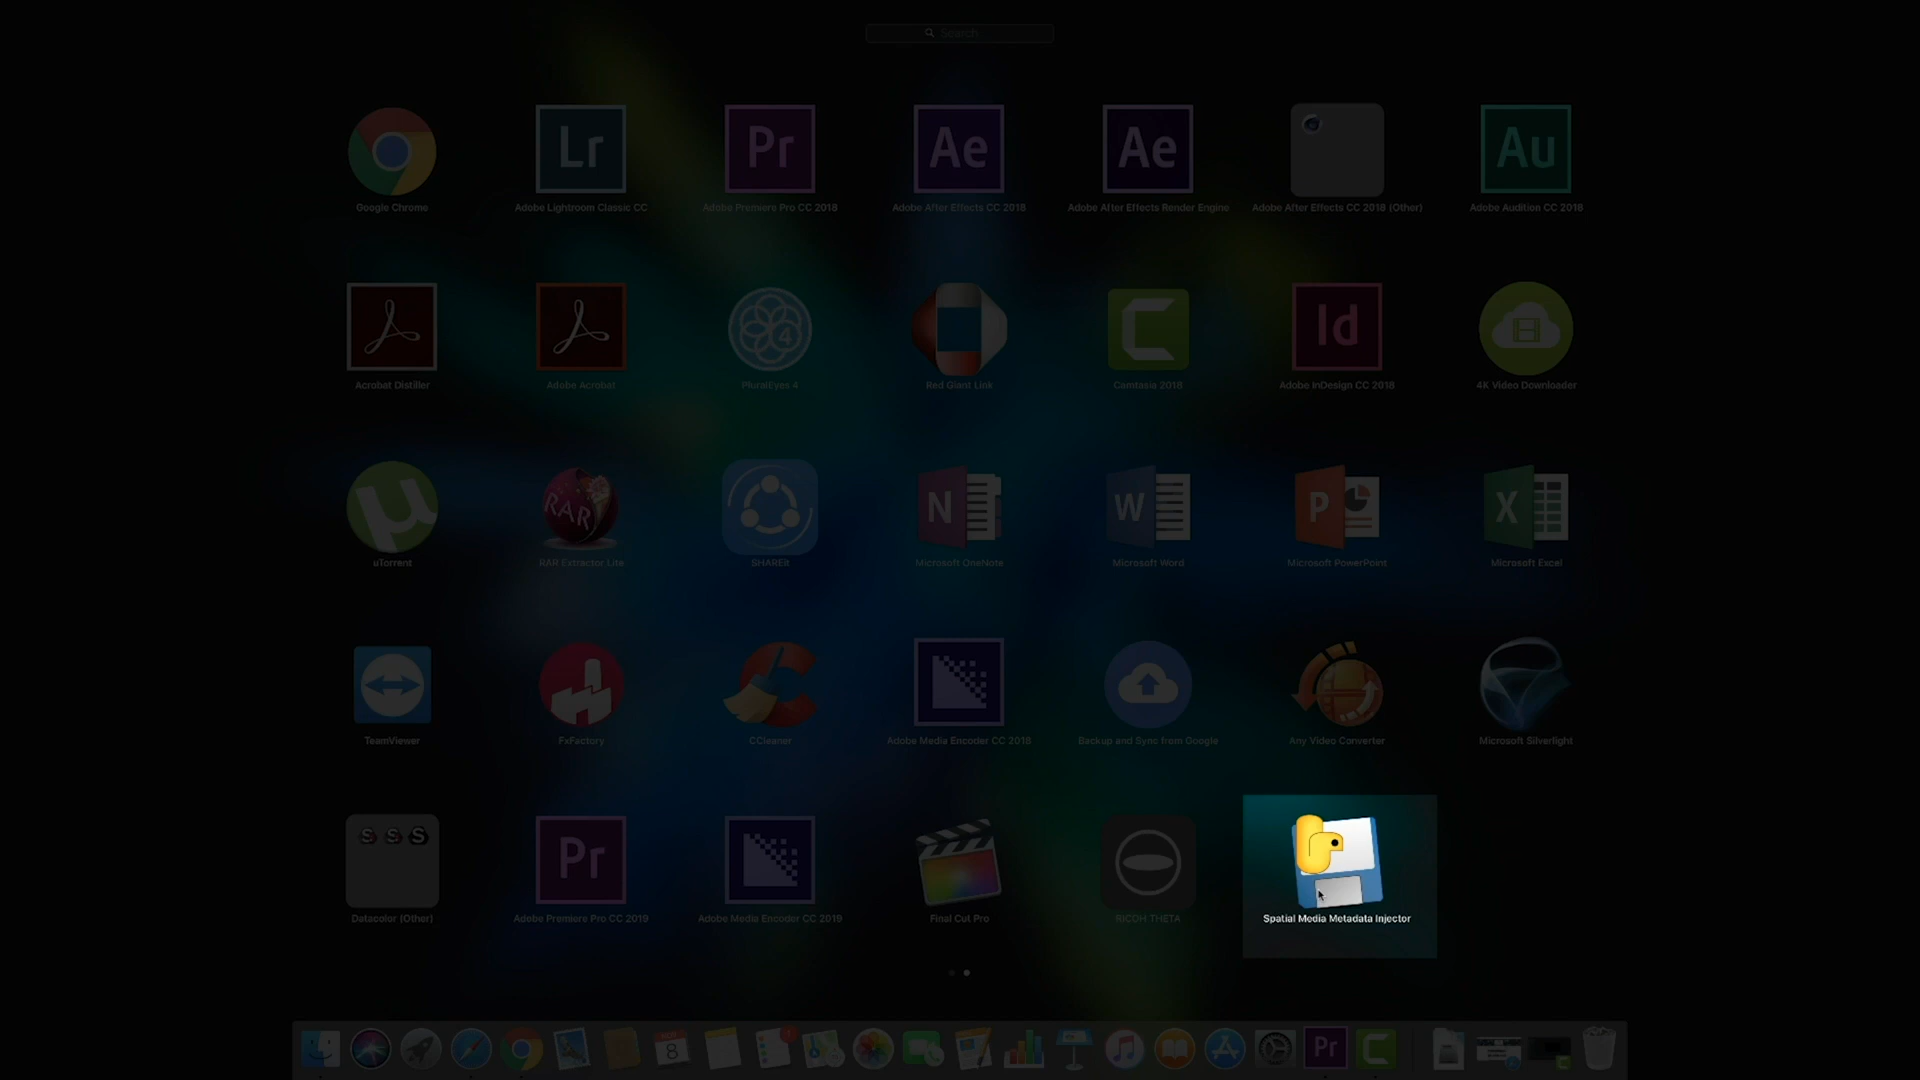 Search
Lr
Pr
Ae
Ae
Au
Google Chrome
Adobe Lightroom Classic CC
Adobe Premiere Pro CC 2018
Adobe After Effects CC 2018
Adobe After Effects Render Engine
Adobe After Effects CC 2018 (Other)
Adobe Audition CC 2018
4
Id
Acrobat Distiller
Adobe Acrobat
PluralEyes 4
Red Giant Link
Camtasia 2018
Adobe InDesign CC 2018
4K Video Downloader
µ
RAR
N
W
P
X
uTorrent
RAR Extractor Lite
SHAREit
Microsoft OneNote
Microsoft Word
Microsoft PowerPoint
Microsoft Excel
TeamViewer
FxFactory
CCleaner
Adobe Media Encoder CC 2018
Backup and Sync from Google
Any Video Converter
Microsoft Silverlight
S S S
Pr
Datacolor (Other)
Adobe Premiere Pro CC 2019
Adobe Media Encoder CC 2019
Final Cut Pro
RICOH THETA
Spatial Media Metadata Injector
8
1
Pr